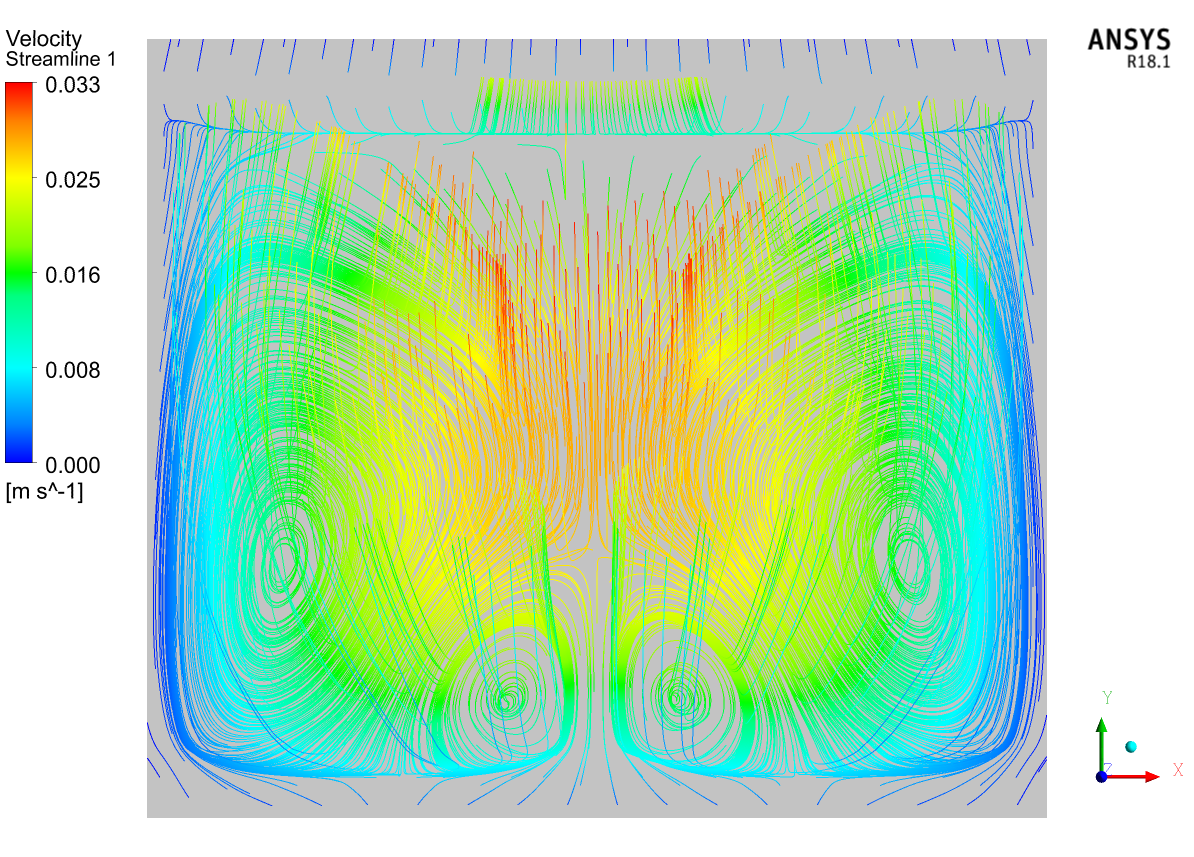 Velocity
Streamline 1
0.033
0.025
0.016
0.008
0.000
[m s^-1]
ANSYS
R18.1
Y
Z
X